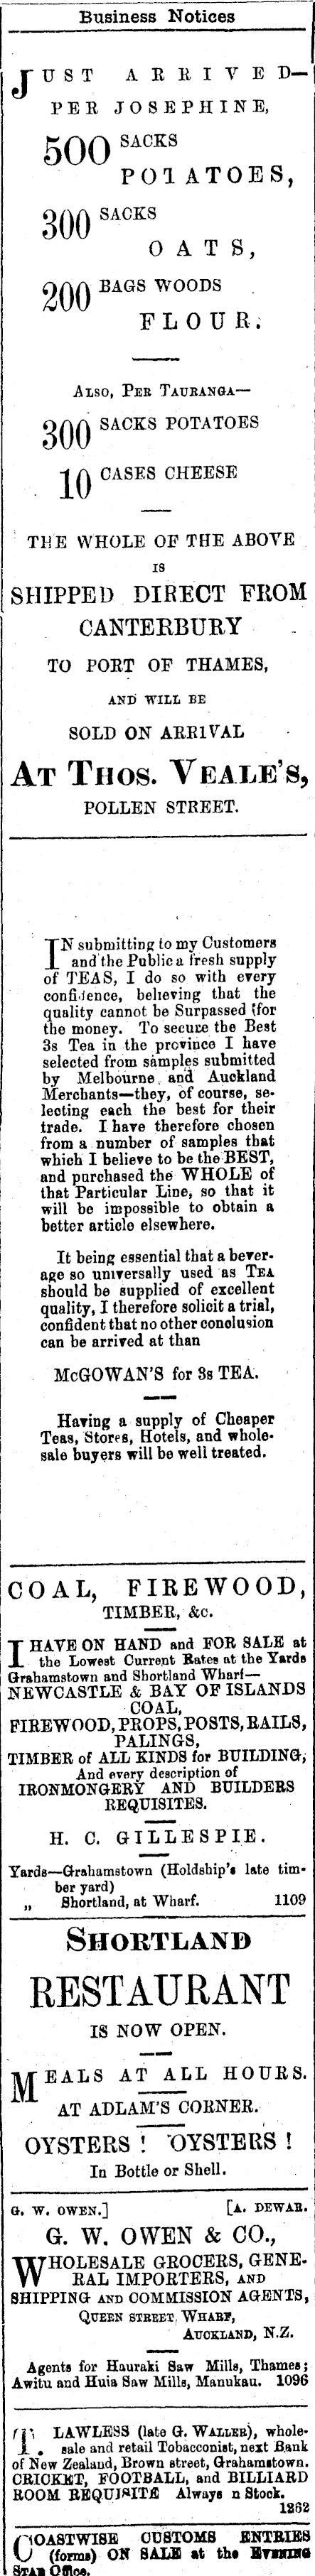 Business Notices
JUST ARRIVED—
PER JOSEPHINE,
500 SACKS
POTATOES,
300 SACKS
OATS,
200 BAGS WOODS
FLOUR.
ALSO, PER TAURANGA—
300 SACKS POTATOES
10 CASES CHEESE
THE WHOLE OF THE ABOVE
IS
SHIPPED DIRECT FROM
CANTERBURY
TO PORT OF THAMES,
AND WILL BE
SOLD ON ARRIVAL
AT THOS. VEALE'S,
POLLEN STREET.
IN submitting to my Customers
and the Public a fresh supply
of TEAS, I do so with every
confidence, believing that the
quality cannot be Surpassed for
the money. To secure the Best
3s Tea in the province I have
selected from samples submitted
by Melbourne and Auckland
Merchants—they, of course, se-
lecting each the best for their
trade. I have therefore chosen
from a number of samples that
which I believe to be the BEST,
and purchased the WHOLE of
that Particular Line, so that it
will be impossible to obtain a
better article elsewhere.
It being essential that a bever-
age so universally used as TEA
should be supplied of excellent
quality, I therefore solicit a trial,
confident that no other conclusion
can be arrived at than
McGOWAN'S for 3s TEA.
Having a supply of Cheaper
Teas, Stores, Hotels, and whole-
sale buyers will be well treated.
COAL, FIREWOOD,
TIMBER, &c.
I HAVE ON HAND and FOR SALE at
the Lowest Current Rates at the Yards
Grahamstown and Shortland Wharf—
NEWCASTLE & BAY OF ISLANDS
COAL,
FIREWOOD, PROPS, POSTS, RAILS,
PALINGS,
TIMBER of ALL KINDS for BUILDING,
And every description of
IRONMONGERY AND BUILDERS
REQUISITES.
H. C. GILLESPIE.
Yards—Grahamstown (Holdship's late tim-
ber yard)
„ Shortland, at Wharf. 1109
SHORTLAND
RESTAURANT
IS NOW OPEN.
MEALS AT ALL HOURS.
AT ADLAM'S CORNER.
OYSTERS! OYSTERS!
In Bottle or Shell.
G. W. OWEN.] [A. DEWAR.
G. W. OWEN & CO.,
WHOLESALE GROCERS, GENE-
RAL IMPORTERS, AND
SHIPPING AND COMMISSION AGENTS,
QUEEN STREET, WHARF,
AUCKLAND, N.Z.
Agents for Hauraki Saw Mills, Thames;
Awitu and Huia Saw Mills, Manukau. 1096
T. LAWLESS (late G. WALLER), whole-
sale and retail Tobacconist, next Bank
of New Zealand, Brown street, Grahamstown.
CRICKET, FOOTBALL, and BILLIARD
ROOM REQUISITE Always n Stock.
1262
COASTWISE CUSTOMS ENTRIES
(forms) ON SALE at the EVENING
STAR Office.